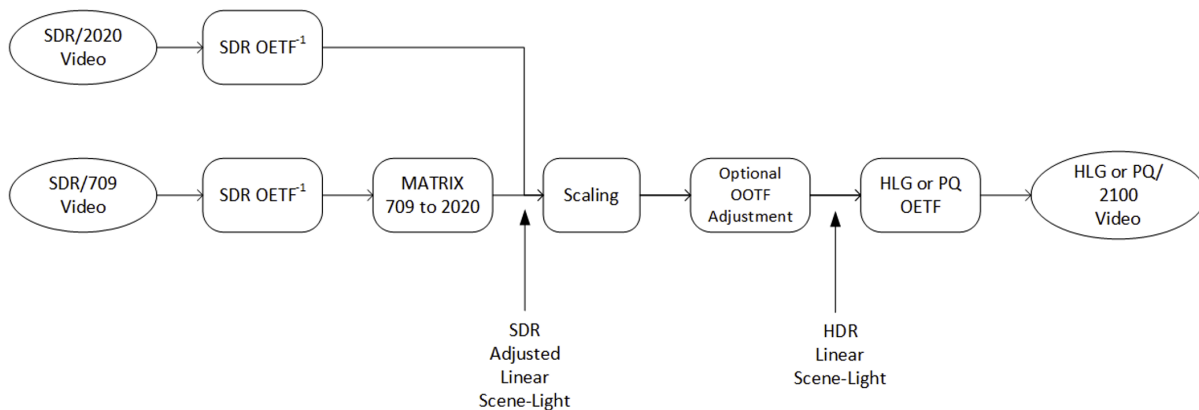 SDR/2020
Video
SDR OETF⁻¹
SDR/709
Video
SDR OETF⁻¹
MATRIX
709 to 2020
Scaling
Optional
OOTF
Adjustment
HLG or PQ
OETF
HLG or PQ/
2100
Video
SDR
Adjusted
Linear
Scene-Light
HDR
Linear
Scene-Light